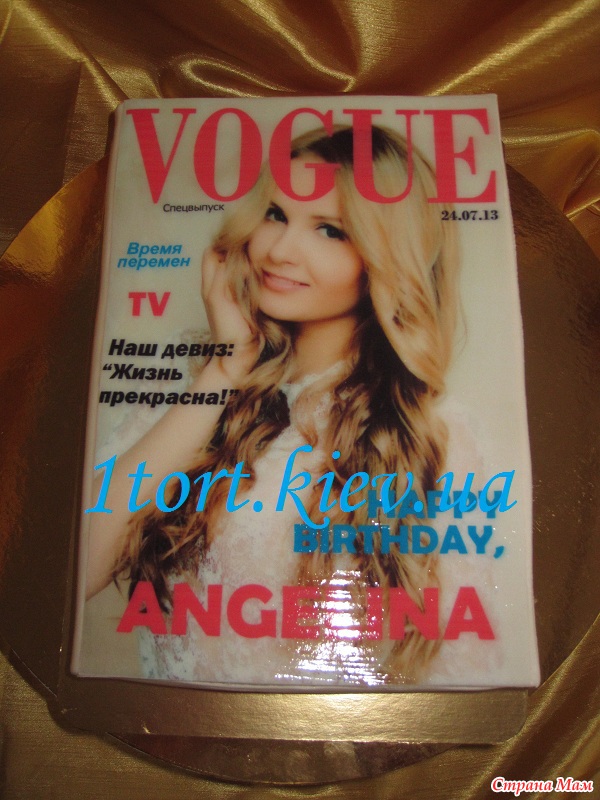 VOGUE
Спецвыпуск
24.07.13
Время
перемен
TV
Наш девиз:
“Жизнь
прекрасна!”
1tort.kiev.ua
HAPPY
BIRTHDAY,
ANGELINA
Страна Мам